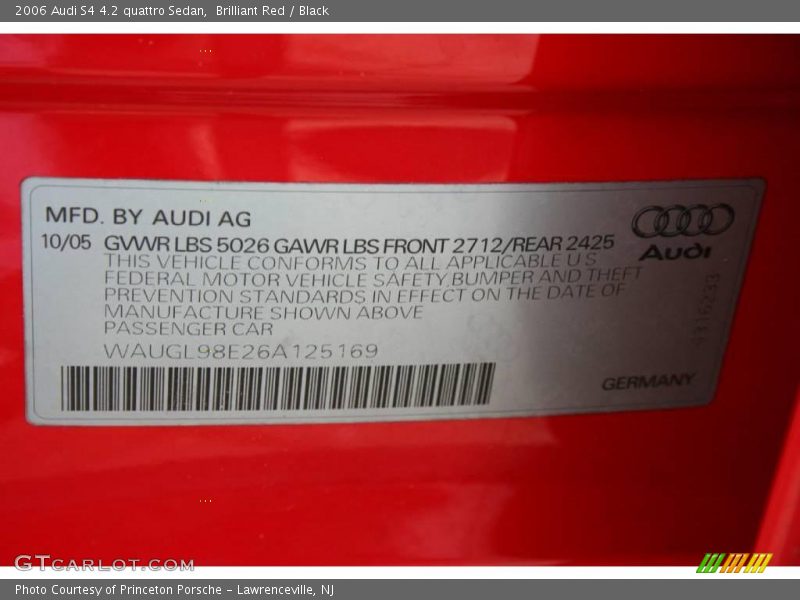 2006 Audi S4 4.2 quattro Sedan, Brilliant Red / Black
MFD. BY AUDI AG
10/05 GVWR LBS 5026 GAWR LBS FRONT 2712/REAR 2425
THIS VEHICLE CONFORMS TO ALL APPLICABLE U S
FEDERAL MOTOR VEHICLE SAFETY, BUMPER AND THEFT
PREVENTION STANDARDS IN EFFECT ON THE DATE OF
MANUFACTURE SHOWN ABOVE
PASSENGER CAR
WAUGL98E26A125169
Audi
9316233
GERMANY
GTCARLOT.COM
Photo Courtesy of Princeton Porsche - Lawrenceville, NJ